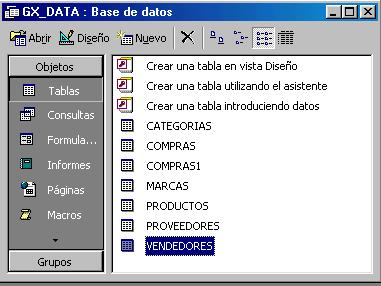 GX_DATA : Base de datos
Abrir Diseño Nuevo
Objetos
Tablas
Consultas
Formula...
Informes
Páginas
Macros
Grupos
Crear una tabla en vista Diseño
Crear una tabla utilizando el asistente
Crear una tabla introduciendo datos
CATEGORIAS
COMPRAS
COMPRAS1
MARCAS
PRODUCTOS
PROVEEDORES
VENDEDORES